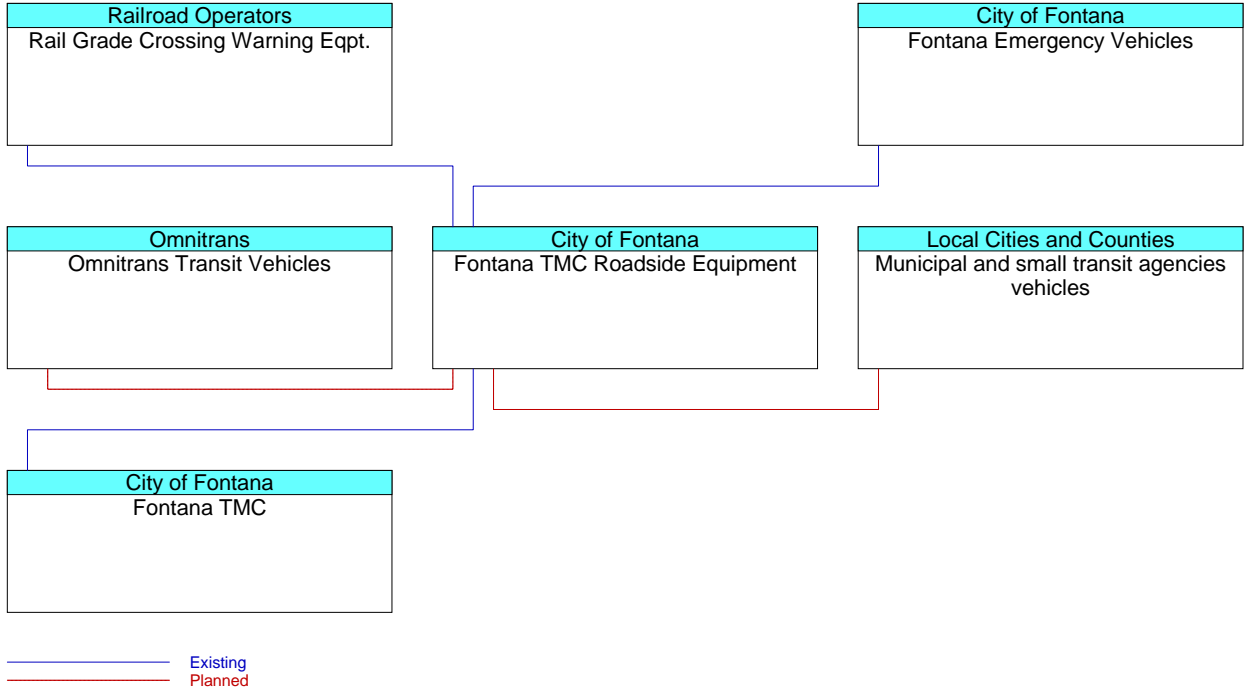 Railroad Operators
Rail Grade Crossing Warning Eqpt.
City of Fontana
Fontana Emergency Vehicles
Omnitrans
Omnitrans Transit Vehicles
City of Fontana
Fontana TMC Roadside Equipment
Local Cities and Counties
Municipal and small transit agencies
vehicles
City of Fontana
Fontana TMC
Existing
Planned